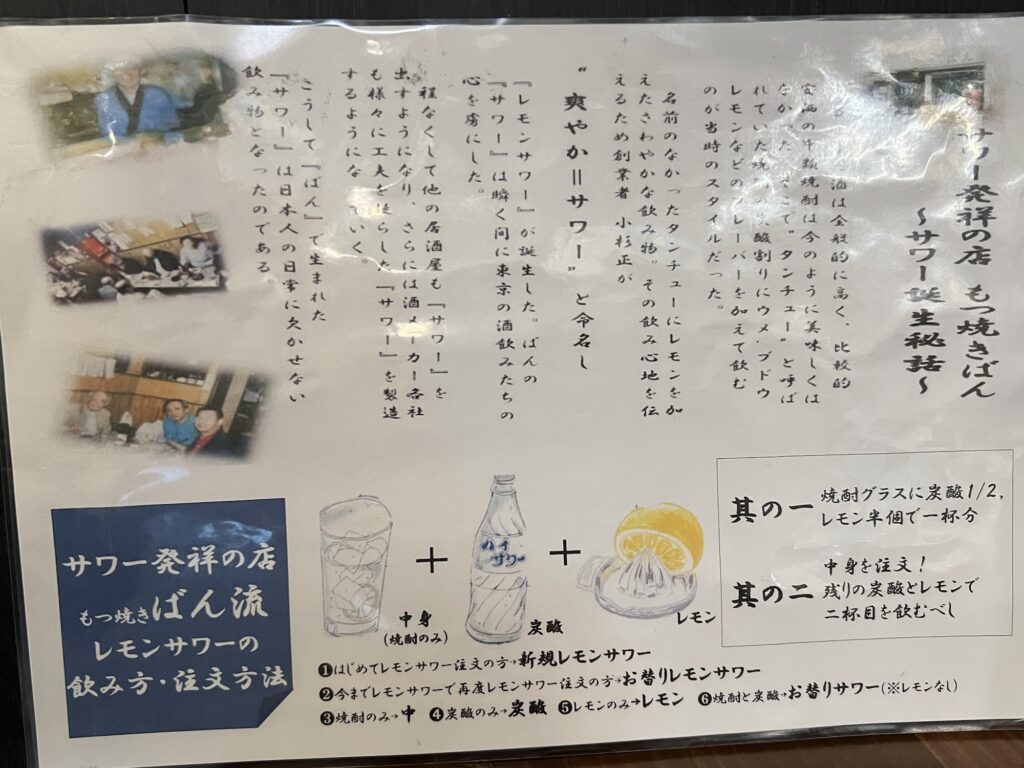 サワー発祥の店 もつ焼きばん
～サワー誕生秘話～
酒は全般的に高く、比較的
焼酎は今のように美味しくは
なかった。そこで"タンチュー"と呼ば
れていた焼
酸割りにウメ・ブドウ
レモンなどのフレーバーを加えて飲む
のが当時のスタイルだった。
名前のなかったタンチューにレモンを加
えたさわやかな飲み物。その飲み心地を伝
えるため創業者 小杉正が
"爽やか＝サワー"と命名し
『レモンサワー』が誕生した。ばんの
『サワー』は瞬く間に東京の酒飲みたちの
心を虜にした。
程なくして他の居酒屋も『サワー』を
出すようになり、さらには酒メーカー各社
も様々に工夫を凝らした『サワー』を製造
するようになっていく。
こうして『ばん』で生まれた
『サワー』は日本人の日常に欠かせない
飲み物となったのである。
サワー発祥の店
もつ焼きばん流
レモンサワーの
飲み方・注文方法
中身
(焼酎のみ)
+
ハイ
サワー
炭酸
+
レモン
其の一 焼酎グラスに炭酸1/2,
レモン半個で一杯分
其の二 中身を注文！
残りの炭酸とレモンで
二杯目を飲むべし
❶はじめてレモンサワー注文の方→新規レモンサワー
❷今までレモンサワーで再度レモンサワー注文の方→お替りレモンサワー
❸焼酎のみ→中 ❹炭酸のみ→炭酸 ❺レモンのみ→レモン ❻焼酎と炭酸→お替りサワー(※レモンなし)